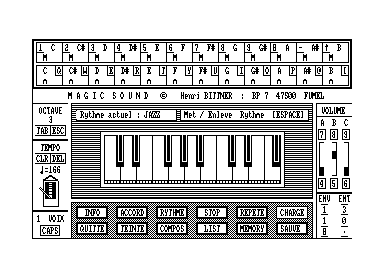 1 C 2 C# 3 D 4 D# 5 E 6 F 7 F# 8 G 9 G# 0 A - A# ↑ B
M M M M M M M M M M M M
C Q C# W D E D# R E T F Y F# U G I G# O A P A# @ B [
M A G I C S O U N D © Henri BITTNER : BP 7 47500 FUMEL
OCTAVE
3
TAB ESC
Rythme actuel : JAZZ
Met / Enleve Rythme [ESPACE]
VOLUME
A B C
7 8 9
TEMPO
CLR DEL
♩=166
4 5 6
1 VOIX
CAPS
INFO ACCORD RYTHME STOP REPETE CHARGE
QUITTE TEINTE COMPOS LIST MEMORY SAUVE
ENV ENT
1 3
1 0
0 .